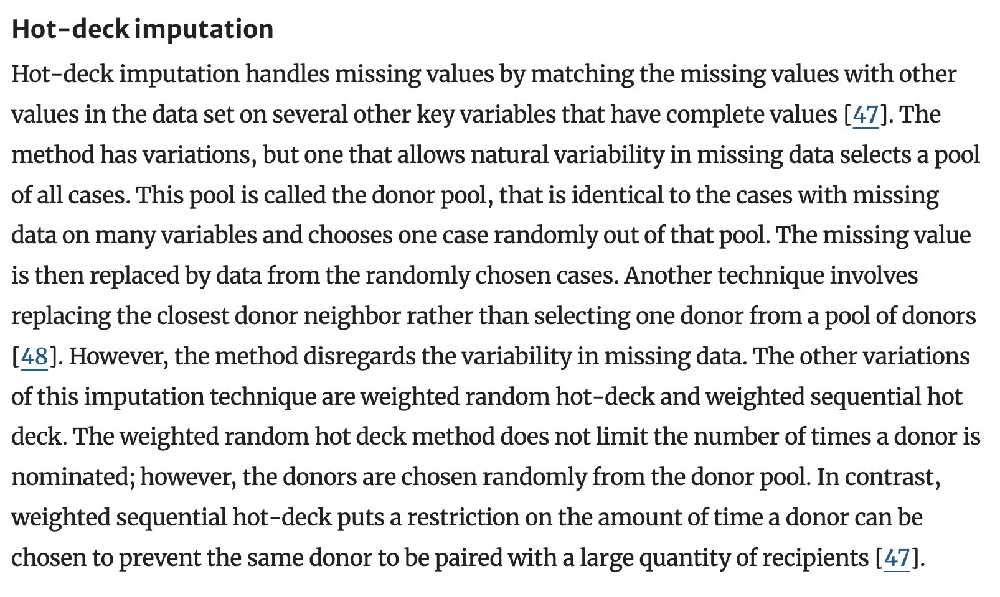 Hot-deck imputation
Hot-deck imputation handles missing values by matching the missing values with other
values in the data set on several other key variables that have complete values [47]. The
method has variations, but one that allows natural variability in missing data selects a pool
of all cases. This pool is called the donor pool, that is identical to the cases with missing
data on many variables and chooses one case randomly out of that pool. The missing value
is then replaced by data from the randomly chosen cases. Another technique involves
replacing the closest donor neighbor rather than selecting one donor from a pool of donors
[48]. However, the method disregards the variability in missing data. The other variations
of this imputation technique are weighted random hot-deck and weighted sequential hot
deck. The weighted random hot deck method does not limit the number of times a donor is
nominated; however, the donors are chosen randomly from the donor pool. In contrast,
weighted sequential hot-deck puts a restriction on the amount of time a donor can be
chosen to prevent the same donor to be paired with a large quantity of recipients [47].